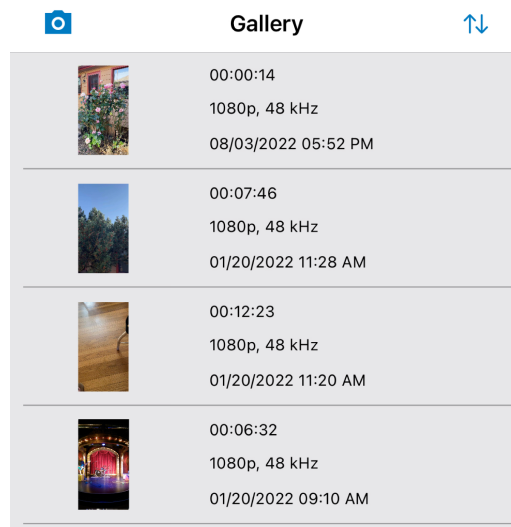 Gallery
00:00:14
1080p, 48 kHz
08/03/2022 05:52 PM
00:07:46
1080p, 48 kHz
01/20/2022 11:28 AM
00:12:23
1080p, 48 kHz
01/20/2022 11:20 AM
00:06:32
1080p, 48 kHz
01/20/2022 09:10 AM